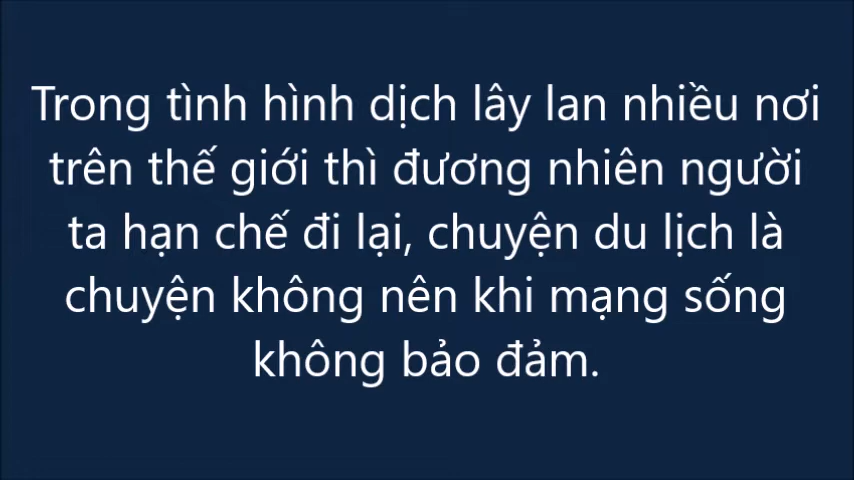 Trong tình hình dịch lây lan nhiều nơi
trên thế giới thì đương nhiên người
ta hạn chế đi lại, chuyện du lịch là
chuyện không nên khi mạng sống
không bảo đảm.